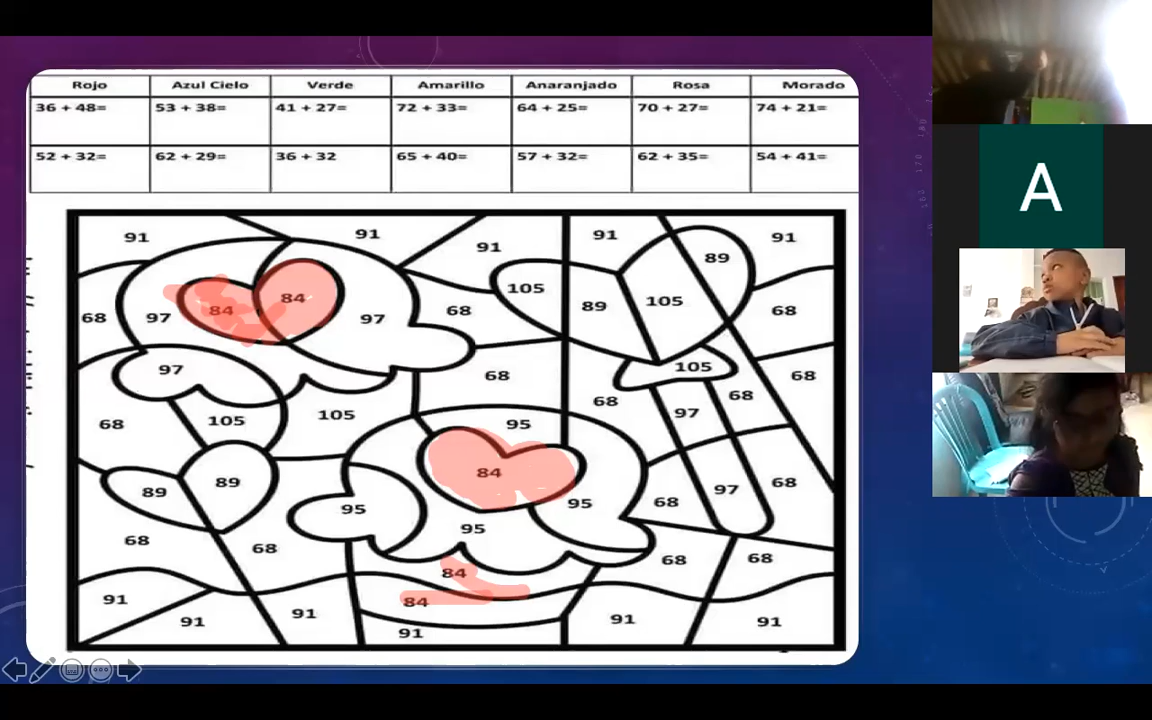 Rojo Azul Cielo Verde Amarillo Anaranjado Rosa Morado
36 + 48= 53 + 38= 41 + 27= 72 + 33= 64 + 25= 70 + 27= 74 + 21=
52 + 32= 62 + 29= 36 + 32 65 + 40= 57 + 32= 62 + 35= 54 + 41=
91 91 91 91 89 91
68 97 84 84 97 68 105 89 105 68
97 68 105 68
68 105 105 95 68 97 68
89 89 84 97 68
95 95 95 68
68 68 84 68 68
91 91 91 84 91 91 91
A